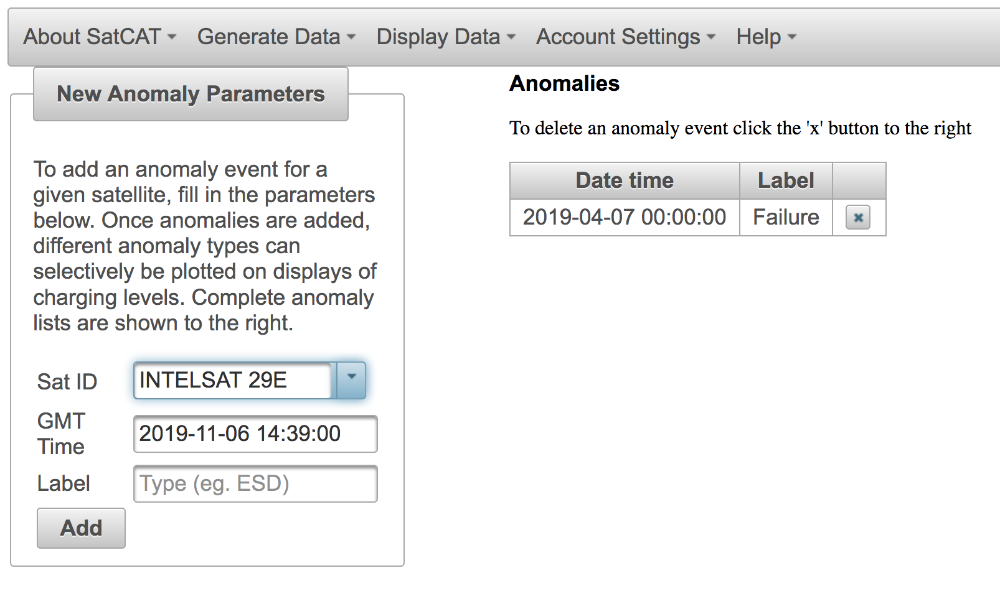 About SatCAT Generate Data Display Data Account Settings Help
New Anomaly Parameters
To add an anomaly event for a
given satellite, fill in the parameters
below. Once anomalies are added,
different anomaly types can
selectively be plotted on displays of
charging levels. Complete anomaly
lists are shown to the right.
Sat ID INTELSAT 29E
GMT
Time
2019-11-06 14:39:00
Label Type (eg. ESD)
Add
Anomalies
To delete an anomaly event click the 'x' button to the right
Date time Label
2019-04-07 00:00:00 Failure x